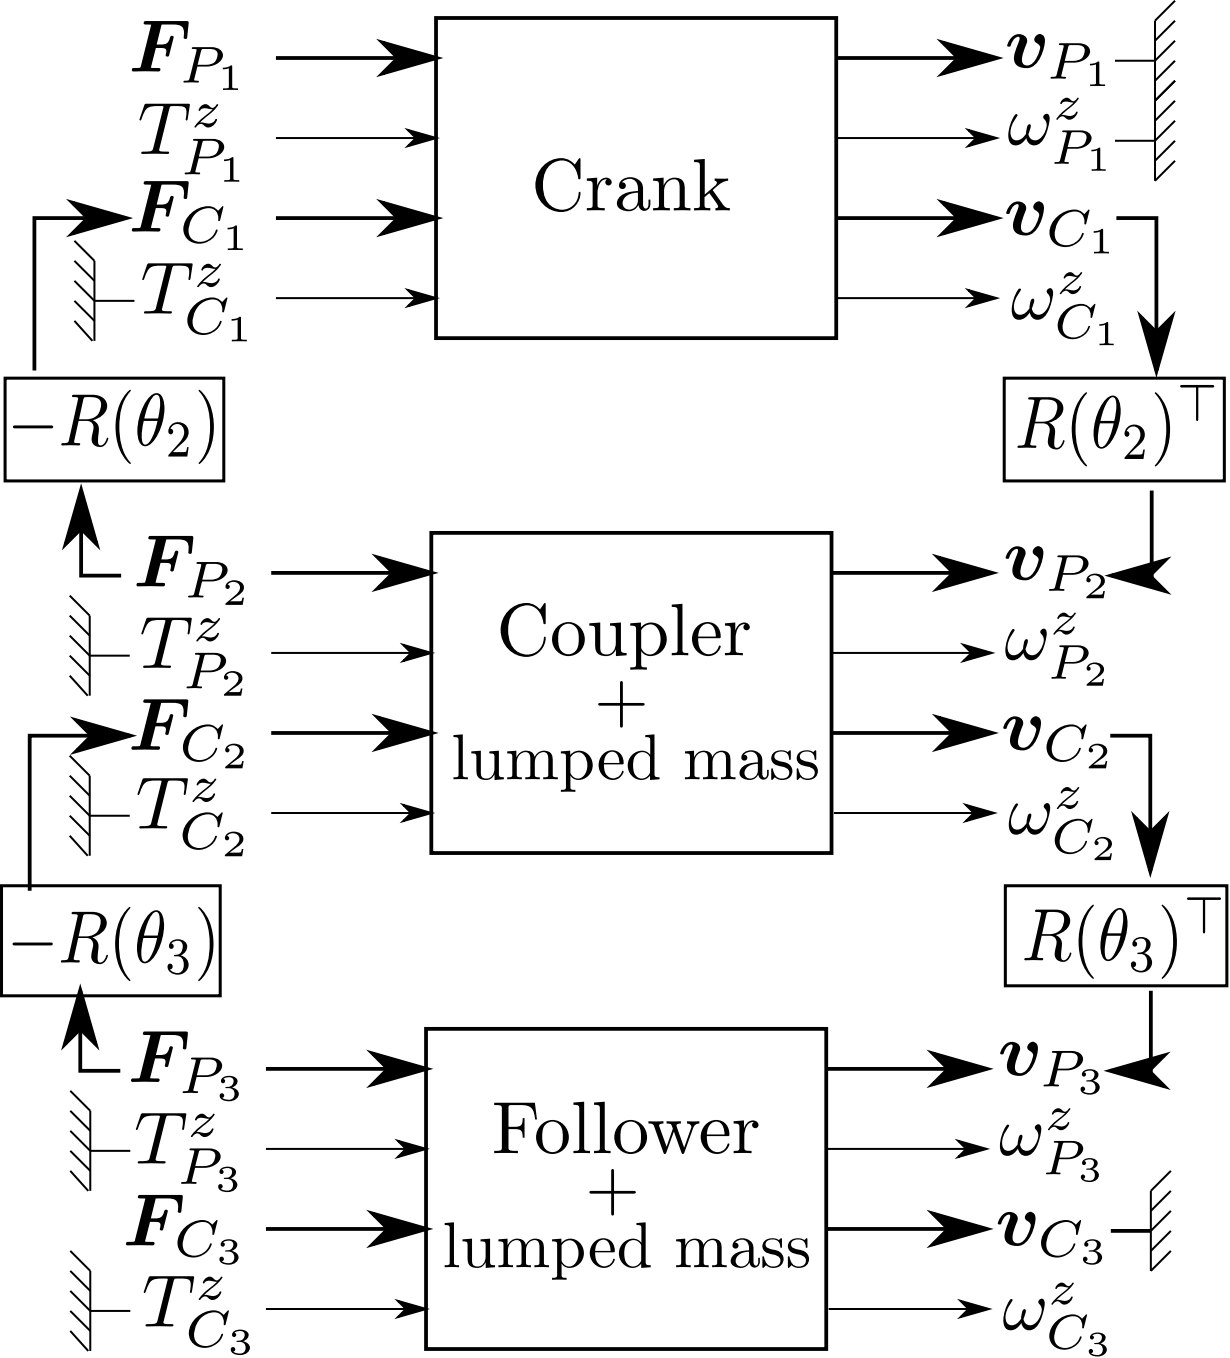 F_{P_1} v_{P_1}
T^z_{P_1} ω^z_{P_1}
Crank
F_{C_1} v_{C_1}
T^z_{C_1} ω^z_{C_1}
−R(θ_2) R(θ_2)^⊤
F_{P_2} v_{P_2}
Coupler
T^z_{P_2} ω^z_{P_2}
+
F_{C_2} v_{C_2}
lumped mass
T^z_{C_2} ω^z_{C_2}
−R(θ_3) R(θ_3)^⊤
F_{P_3} v_{P_3}
Follower
T^z_{P_3} ω^z_{P_3}
+
F_{C_3} v_{C_3}
lumped mass
T^z_{C_3} ω^z_{C_3}